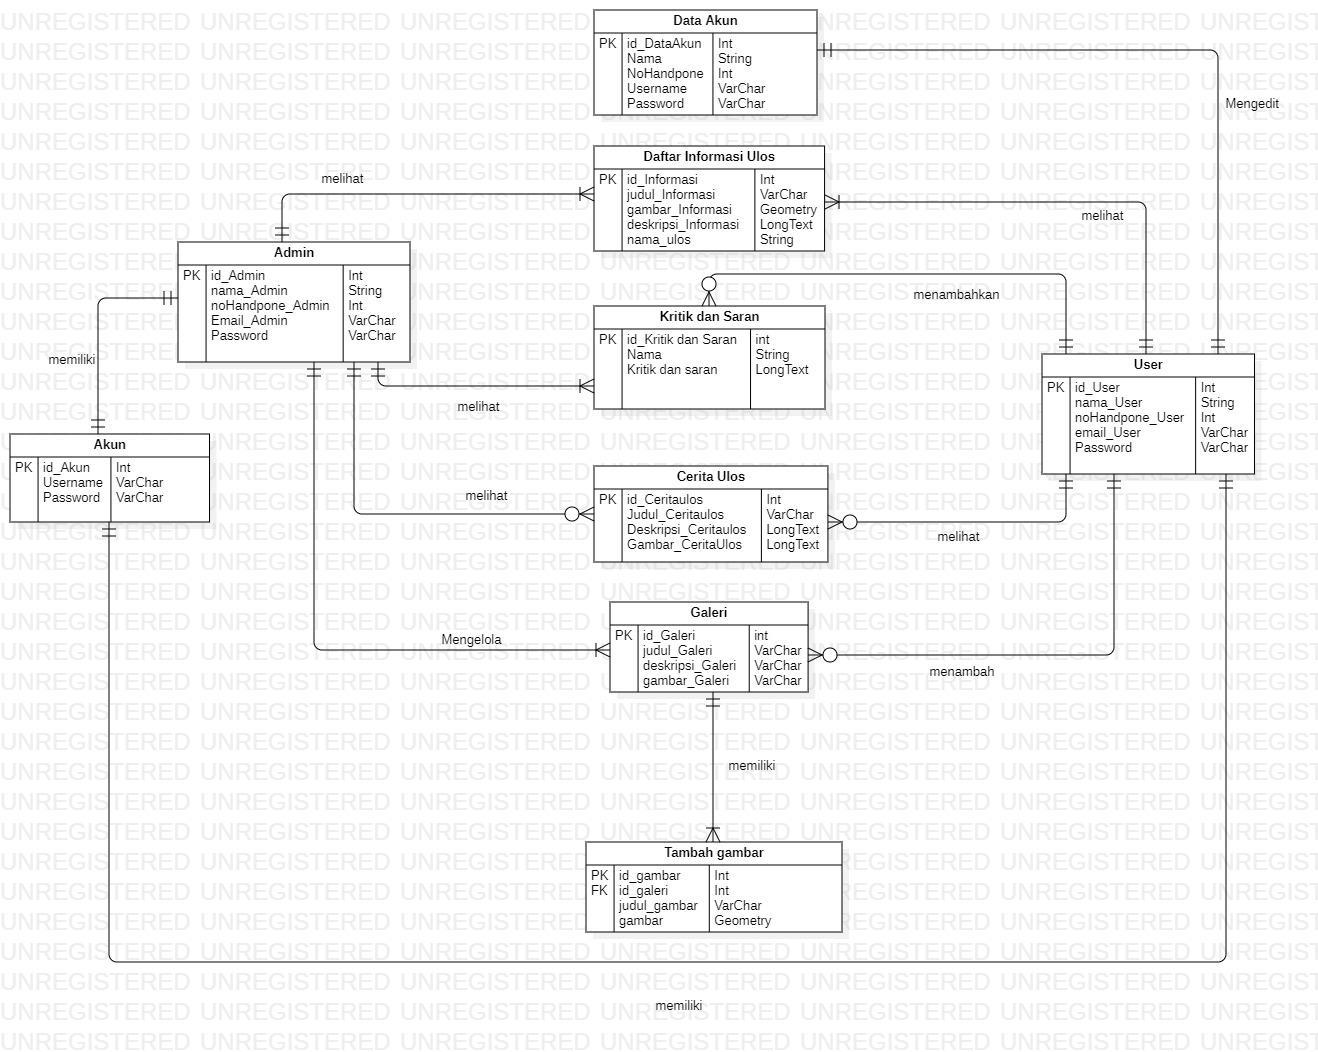 Data Akun
PK id_DataAkun Int
Nama String
NoHandpone Int
Username VarChar
Password VarChar
Mengedit
Daftar Informasi Ulos
PK id_Informasi Int
judul_Informasi VarChar
gambar_Informasi Geometry
deskripsi_Informasi LongText
nama_ulos String
melihat
melihat
Admin
PK id_Admin Int
nama_Admin String
noHandpone_Admin Int
Email_Admin VarChar
Password VarChar
menambahkan
Kritik dan Saran
PK id_Kritik dan Saran int
Nama String
Kritik dan saran LongText
memiliki
melihat
User
PK id_User Int
nama_User String
noHandpone_User Int
email_User VarChar
Password VarChar
Akun
PK id_Akun Int
Username VarChar
Password VarChar
Cerita Ulos
PK id_Ceritaulos Int
Judul_Ceritaulos VarChar
Deskripsi_Ceritaulos LongText
Gambar_CeritaUlos LongText
melihat
melihat
Galeri
PK id_Galeri int
judul_Galeri VarChar
deskripsi_Galeri VarChar
gambar_Galeri VarChar
Mengelola
menambah
memiliki
Tambah gambar
PK id_gambar Int
FK id_galeri Int
judul_gambar VarChar
gambar Geometry
memiliki
UNREGISTERED